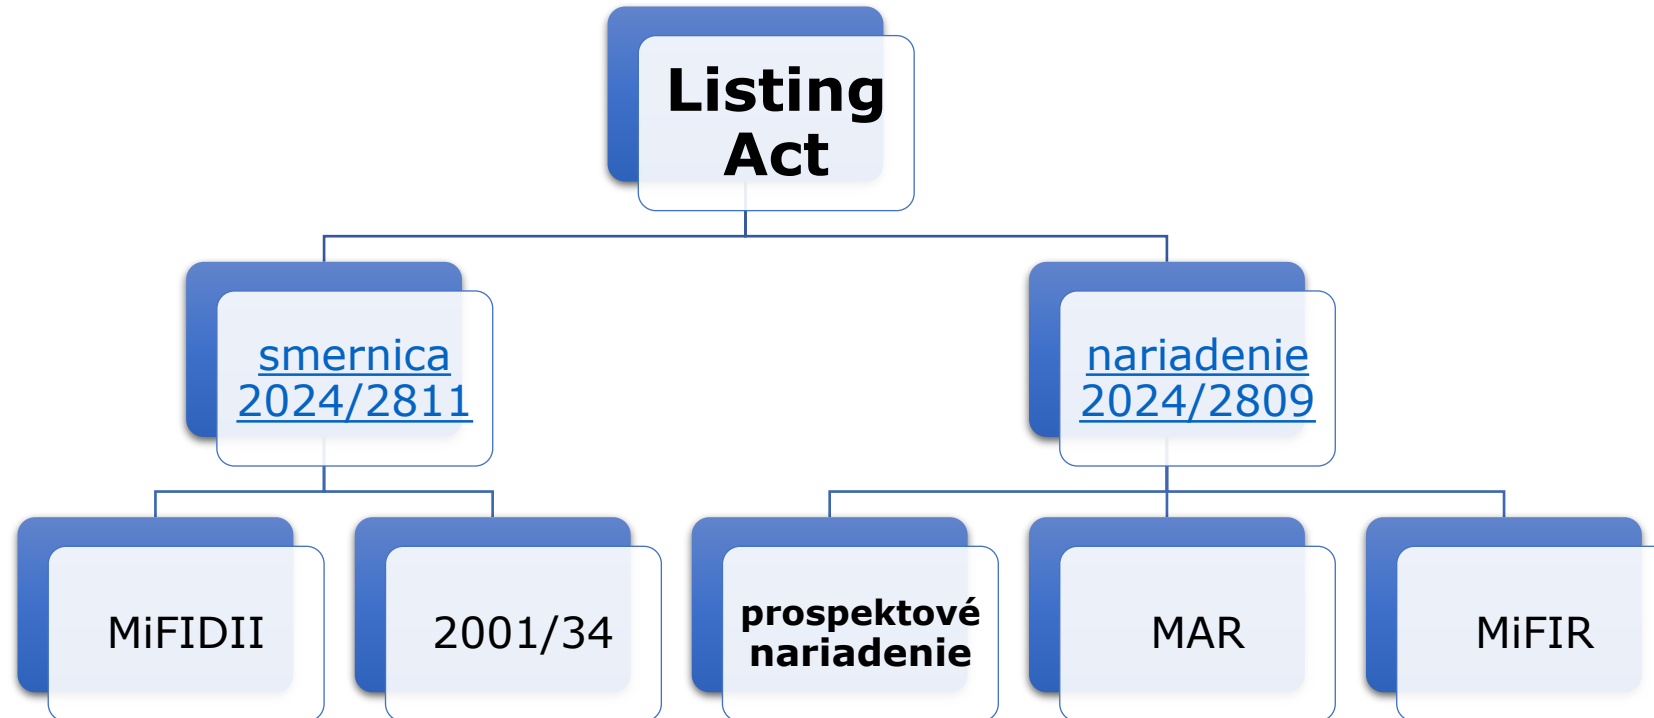 Listing
Act
smernica
2024/2811
nariadenie
2024/2809
MiFIDII
2001/34
prospektové
nariadenie
MAR
MiFIR